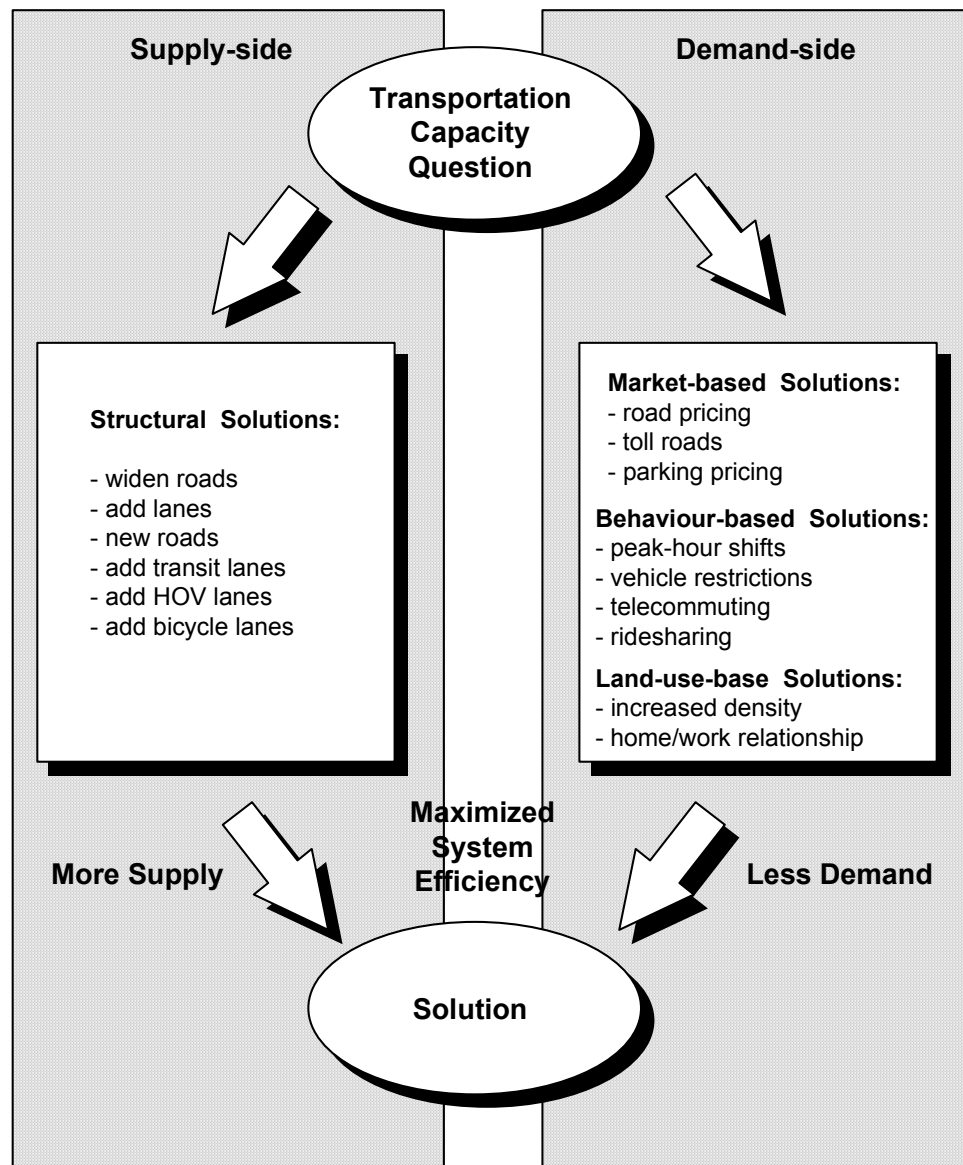 Supply-side
Demand-side
Transportation
Capacity
Question
Structural Solutions:
- widen roads
- add lanes
- new roads
- add transit lanes
- add HOV lanes
- add bicycle lanes
Market-based Solutions:
- road pricing
- toll roads
- parking pricing
Behaviour-based Solutions:
- peak-hour shifts
- vehicle restrictions
- telecommuting
- ridesharing
Land-use-base Solutions:
- increased density
- home/work relationship
More Supply
Maximized
System
Efficiency
Less Demand
Solution